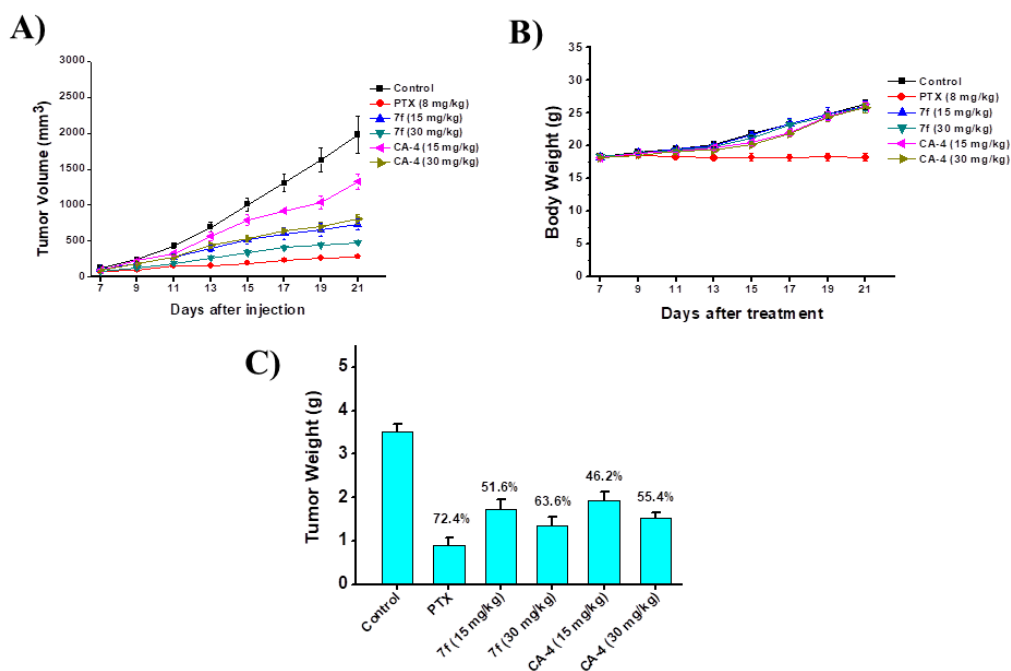 A)
3000
2500
2000
1500
1000
500
0
7 9 11 13 15 17 19 21
Tumor Volume (mm³)
Days after injection
Control
PTX (8 mg/kg)
7f (15 mg/kg)
7f (30 mg/kg)
CA-4 (15 mg/kg)
CA-4 (30 mg/kg)
B)
35
30
25
20
15
10
5
0
7 9 11 13 15 17 19 21
Body Weight (g)
Days after treatment
Control
PTX (8 mg/kg)
7f (15 mg/kg)
7f (30 mg/kg)
CA-4 (15 mg/kg)
CA-4 (30 mg/kg)
C)
5
4
3
2
1
0
Tumor Weight (g)
72.4%
51.6%
63.6%
46.2%
55.4%
Control
PTX
7f (15 mg/kg)
7f (30 mg/kg)
CA-4 (15 mg/kg)
CA-4 (30 mg/kg)